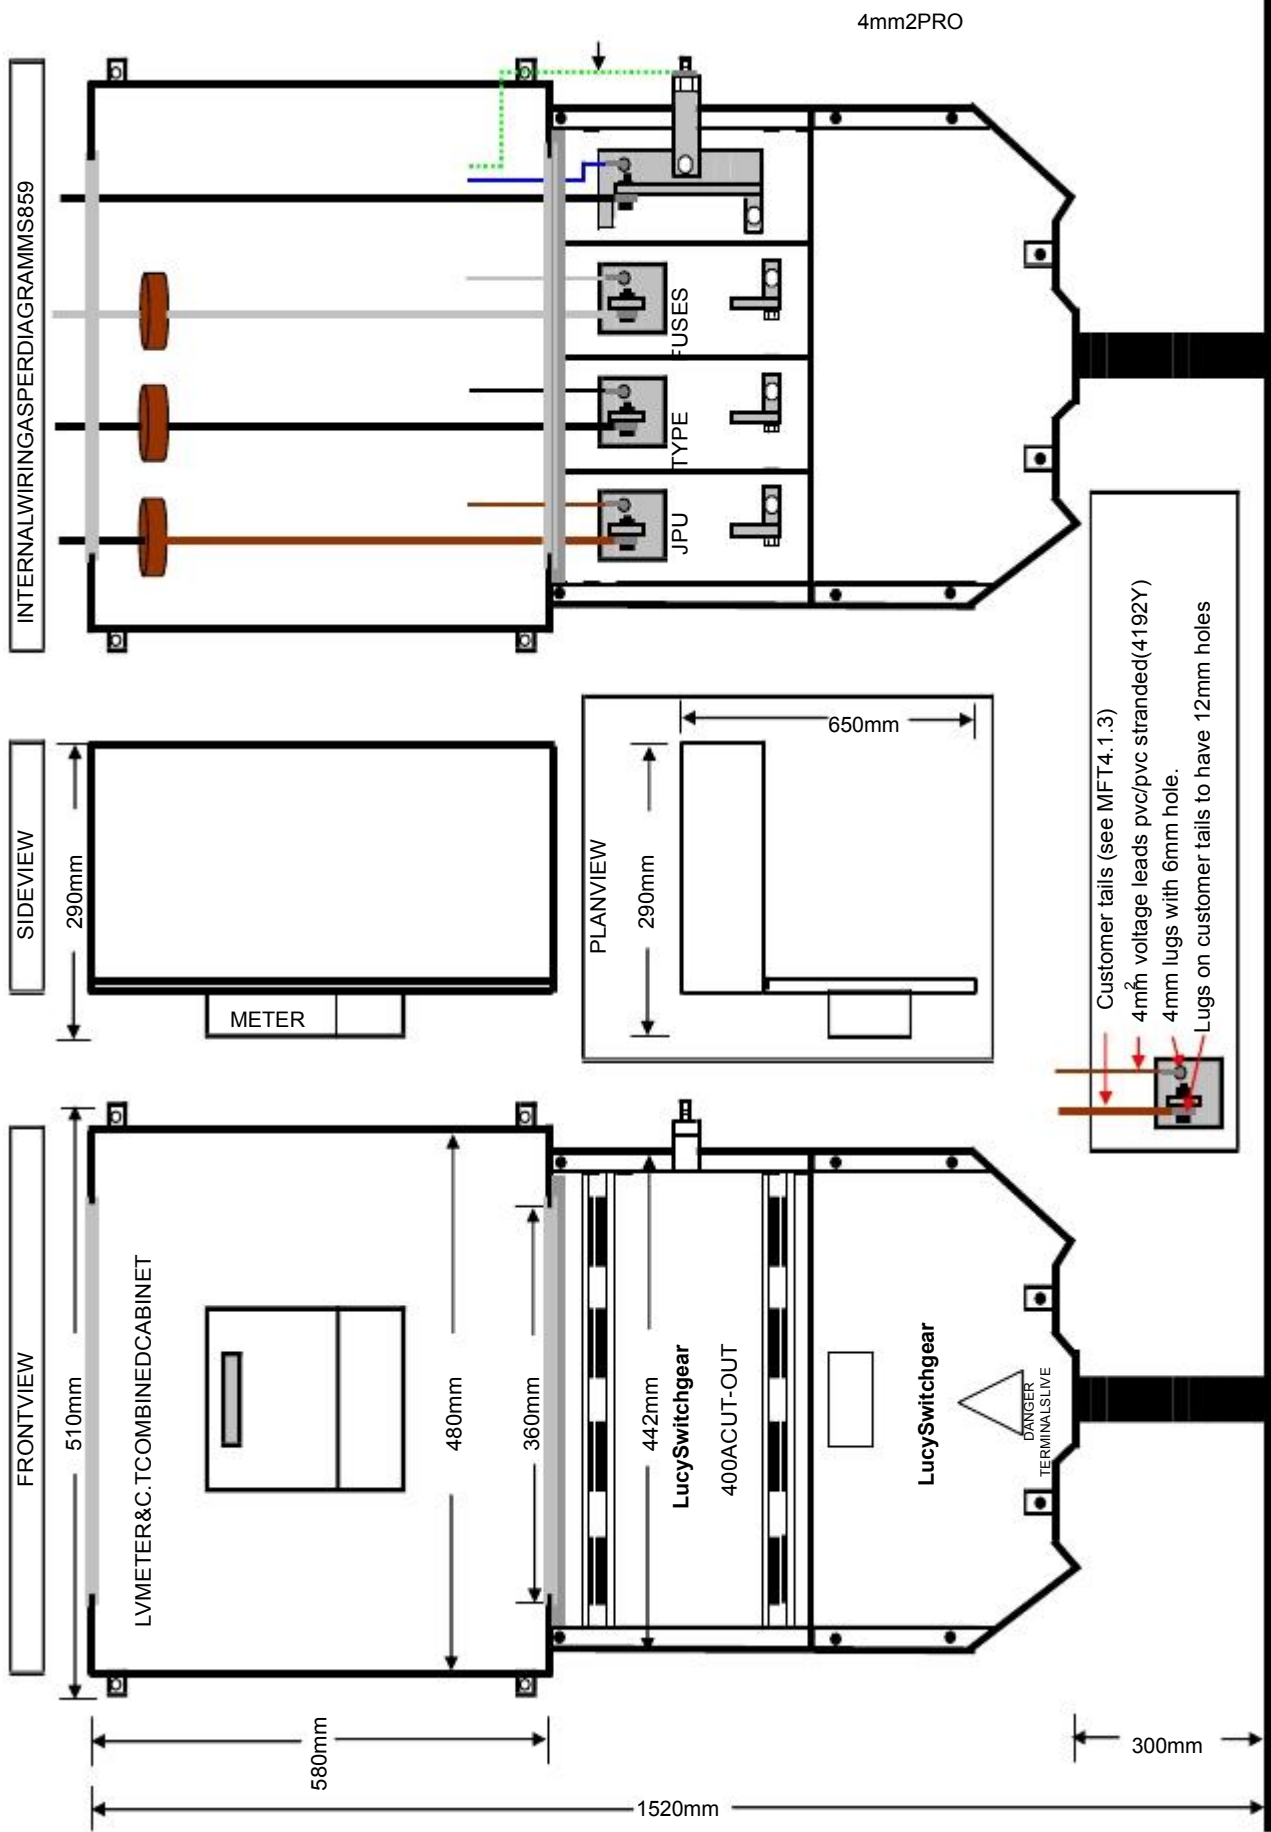 4mm2PRO
INTERNALWIRINGASPERDIAGRAMMS859
JPU
TYPE
FUSES
SIDEVIEW
290mm
METER
PLANVIEW
290mm
650mm
Customer tails (see MFT4.1.3)
4mm2 voltage leads pvc/pvc stranded(4192Y)
4mm lugs with 6mm hole.
Lugs on customer tails to have 12mm holes
FRONTVIEW
510mm
LVMETER&C.TCOMBINEDCABINET
480mm
360mm
442mm
LucySwitchgear
400ACUT-OUT
LucySwitchgear
DANGER
TERMINALSLIVE
580mm
1520mm
300mm